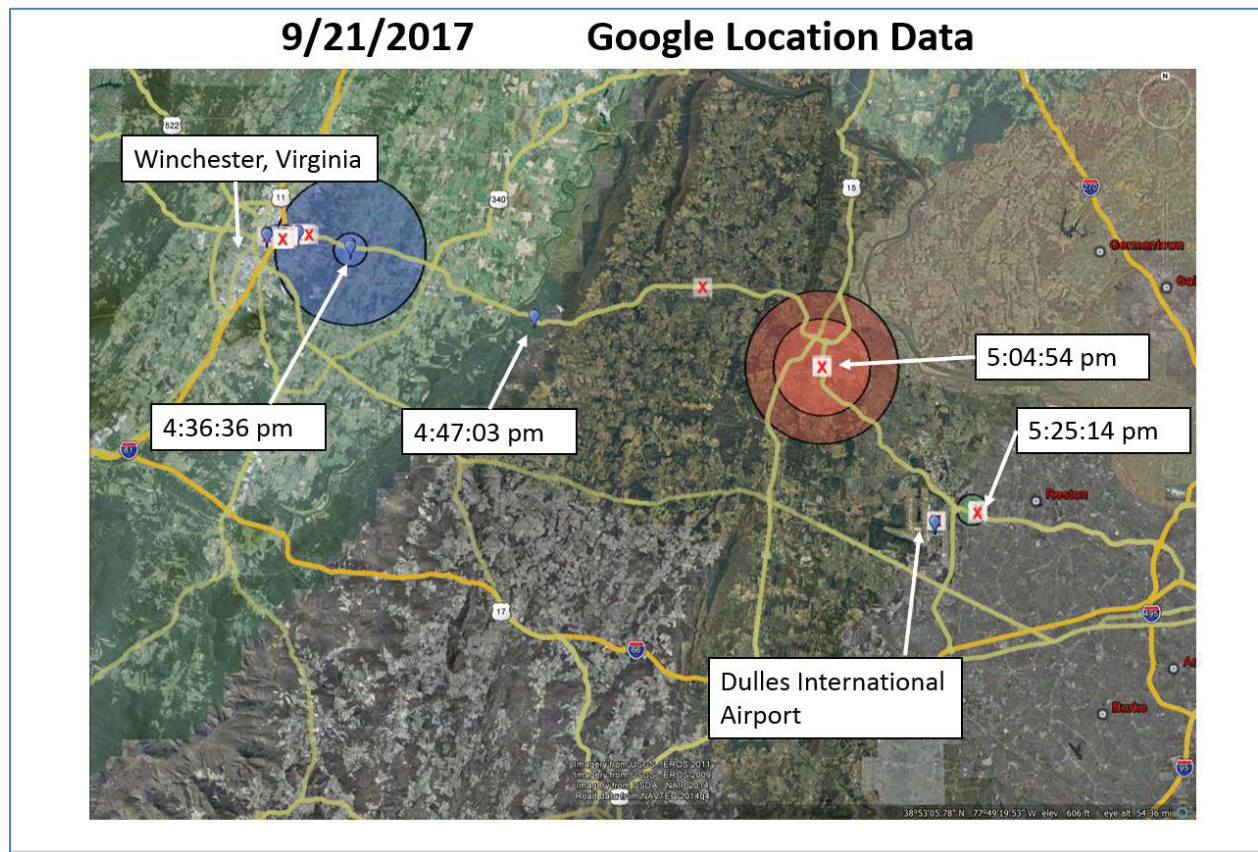 9/21/2017 Google Location Data
N
522
Winchester, Virginia
11
340
15
270
Germantown
Gai
X
X
X
X
5:04:54 pm
4:36:36 pm
4:47:03 pm
5:25:14 pm
81
Reston
X
17
495
66
Dulles International
Airport
Burke
95
Imagery from USGS EROS 2011
Imagery from USGS EROS 2009
Imagery from USDA NAIP 2014
Road data from NAVTEQ 2014q4
38°53'05.78" N 77°49'19.53" W elev 606 ft eye alt 54.36 mi